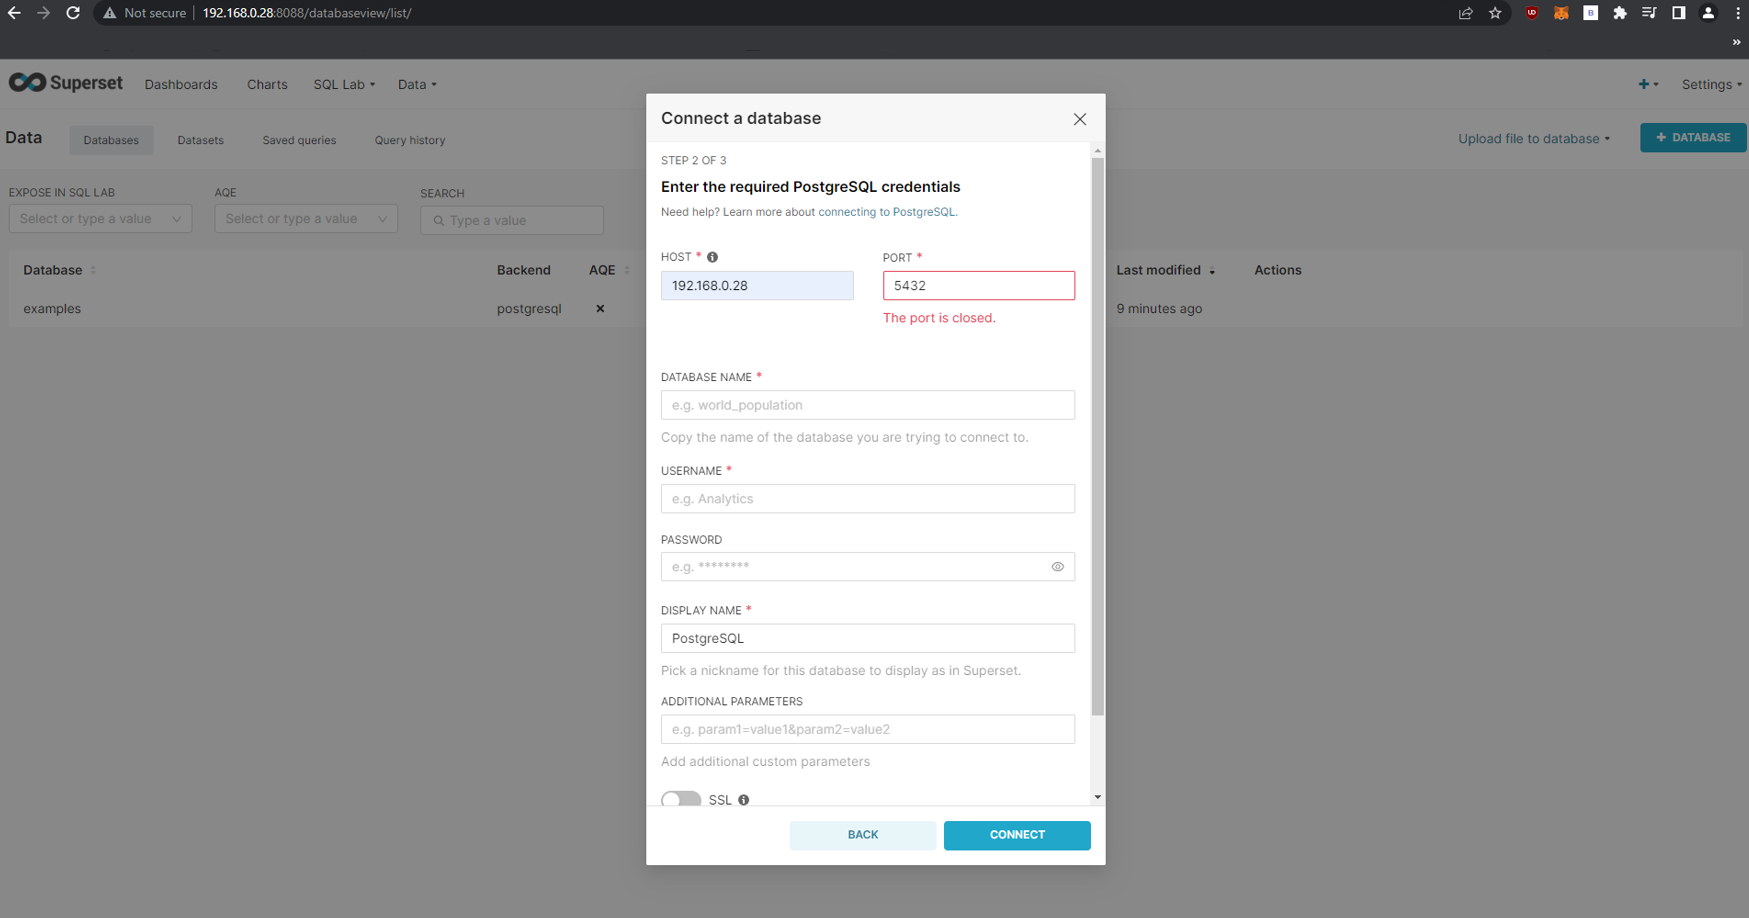 Not secure 192.168.0.28:8088/databaseview/list/
UD
B
»
Superset Dashboards Charts SQL Lab Data + Settings
Data Databases Datasets Saved queries Query history Upload file to database + DATABASE
EXPOSE IN SQL LAB AQE SEARCH
Select or type a value Select or type a value Type a value
Database Backend AQE Last modified Actions
examples postgresql × 9 minutes ago
Connect a database
STEP 2 OF 3
Enter the required PostgreSQL credentials
Need help? Learn more about connecting to PostgreSQL.
HOST * PORT *
192.168.0.28 5432
The port is closed.
DATABASE NAME *
e.g. world_population
Copy the name of the database you are trying to connect to.
USERNAME *
e.g. Analytics
PASSWORD
e.g. ********
DISPLAY NAME *
PostgreSQL
Pick a nickname for this database to display as in Superset.
ADDITIONAL PARAMETERS
e.g. param1=value1&param2=value2
Add additional custom parameters
SSL
BACK CONNECT